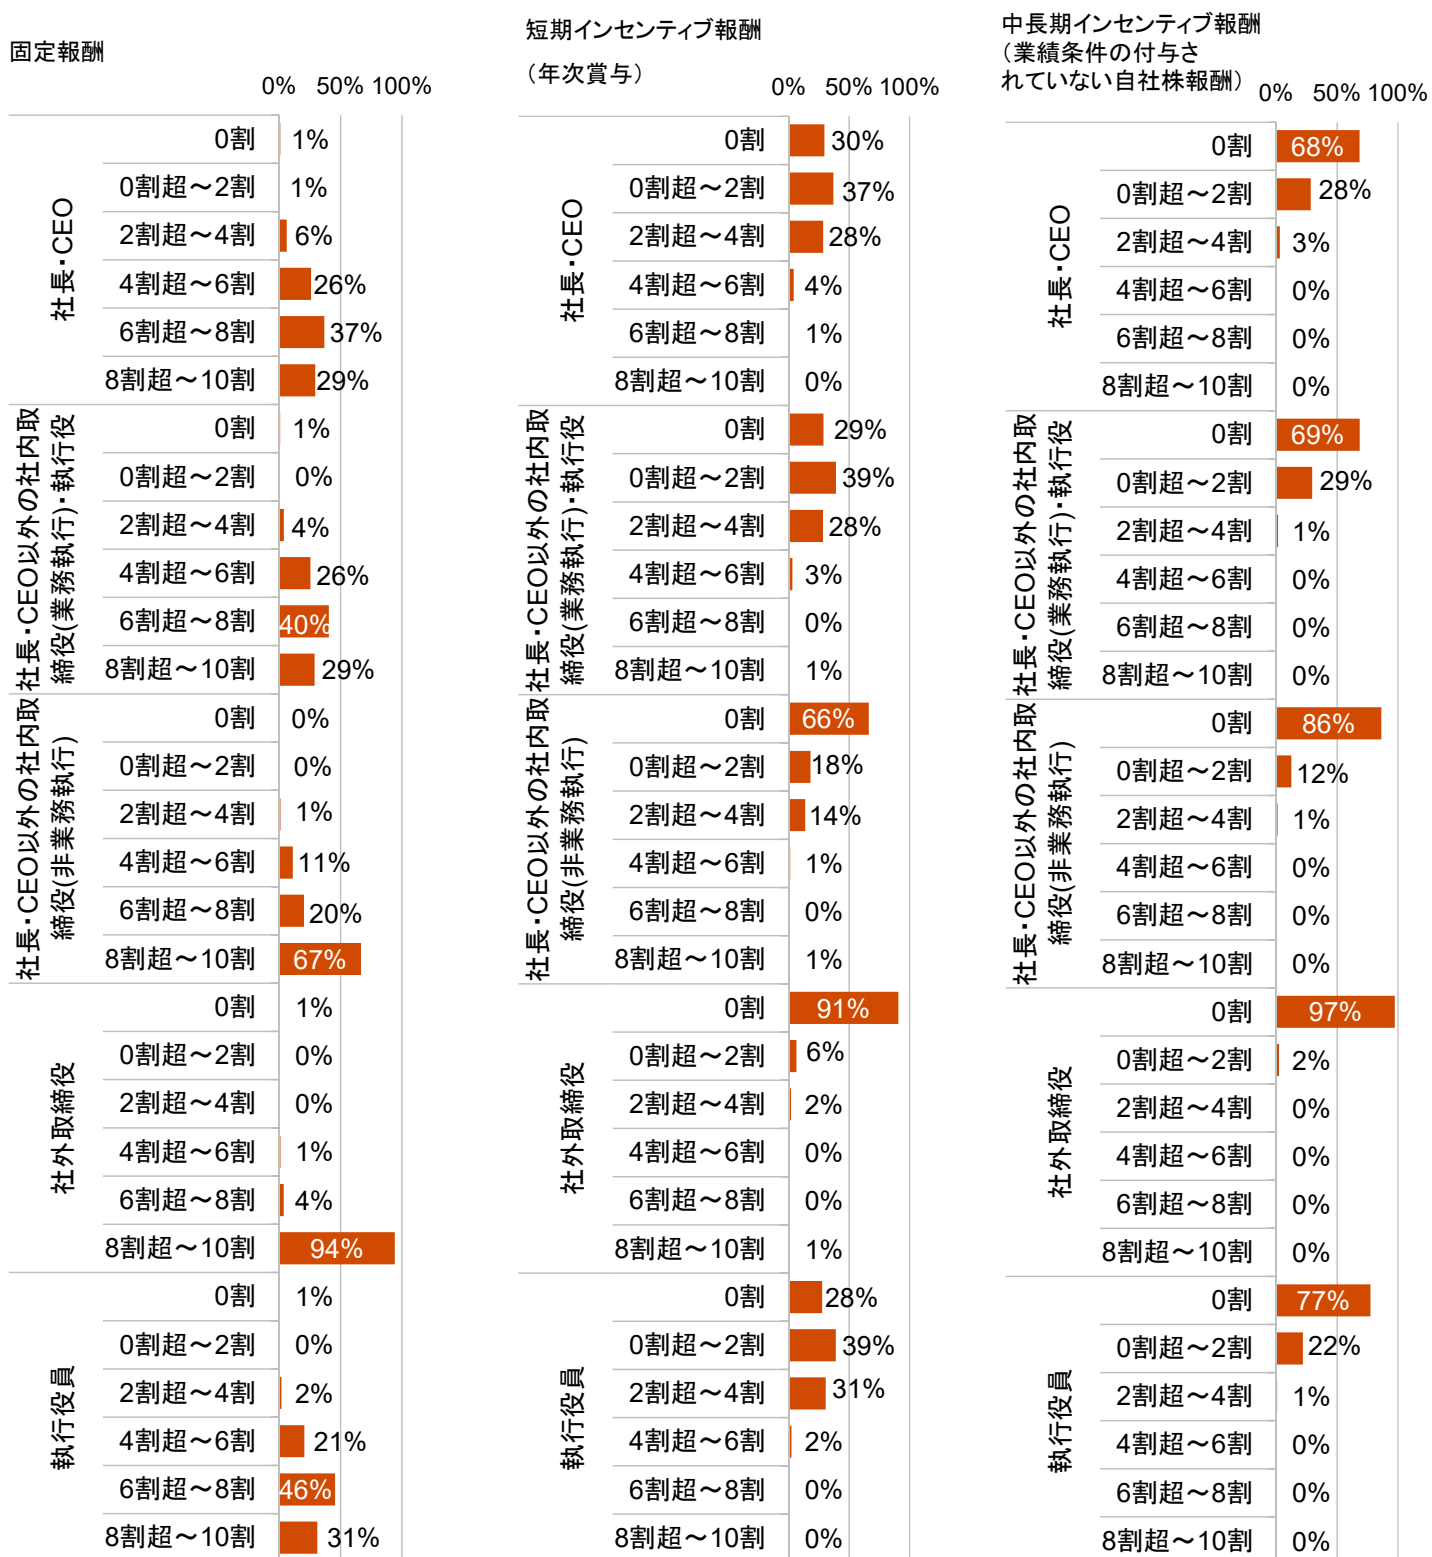 固定報酬
0% 50% 100%
社長・CEO
0割 1%
0割超～2割 1%
2割超～4割 6%
4割超～6割 26%
6割超～8割 37%
8割超～10割 29%
社長・CEO以外の社内取
締役(業務執行)・執行役
0割 1%
0割超～2割 0%
2割超～4割 4%
4割超～6割 26%
6割超～8割 40%
8割超～10割 29%
社長・CEO以外の社内取
締役(非業務執行)
0割 0%
0割超～2割 0%
2割超～4割 1%
4割超～6割 11%
6割超～8割 20%
8割超～10割 67%
社外取締役
0割 1%
0割超～2割 0%
2割超～4割 0%
4割超～6割 1%
6割超～8割 4%
8割超～10割 94%
執行役員
0割 1%
0割超～2割 0%
2割超～4割 2%
4割超～6割 21%
6割超～8割 46%
8割超～10割 31%
短期インセンティブ報酬
（年次賞与）
0% 50% 100%
社長・CEO
0割 30%
0割超～2割 37%
2割超～4割 28%
4割超～6割 4%
6割超～8割 1%
8割超～10割 0%
社長・CEO以外の社内取
締役(業務執行)・執行役
0割 29%
0割超～2割 39%
2割超～4割 28%
4割超～6割 3%
6割超～8割 0%
8割超～10割 1%
社長・CEO以外の社内取
締役(非業務執行)
0割 66%
0割超～2割 18%
2割超～4割 14%
4割超～6割 1%
6割超～8割 0%
8割超～10割 1%
社外取締役
0割 91%
0割超～2割 6%
2割超～4割 2%
4割超～6割 0%
6割超～8割 0%
8割超～10割 1%
執行役員
0割 28%
0割超～2割 39%
2割超～4割 31%
4割超～6割 2%
6割超～8割 0%
8割超～10割 0%
中長期インセンティブ報酬
（業績条件の付与さ
れていない自社株報酬）
0% 50% 100%
社長・CEO
0割 68%
0割超～2割 28%
2割超～4割 3%
4割超～6割 0%
6割超～8割 0%
8割超～10割 0%
社長・CEO以外の社内取
締役(業務執行)・執行役
0割 69%
0割超～2割 29%
2割超～4割 1%
4割超～6割 0%
6割超～8割 0%
8割超～10割 0%
社長・CEO以外の社内取
締役(非業務執行)
0割 86%
0割超～2割 12%
2割超～4割 1%
4割超～6割 0%
6割超～8割 0%
8割超～10割 0%
社外取締役
0割 97%
0割超～2割 2%
2割超～4割 0%
4割超～6割 0%
6割超～8割 0%
8割超～10割 0%
執行役員
0割 77%
0割超～2割 22%
2割超～4割 1%
4割超～6割 0%
6割超～8割 0%
8割超～10割 0%